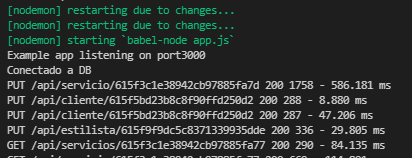 [nodemon] restarting due to changes...
[nodemon] restarting due to changes...
[nodemon] starting `babel-node app.js`
Example app listening on port3000
Conectado a DB
PUT /api/servicio/615f3c1e38942cb97885fa7d 200 1758 - 586.181 ms
PUT /api/cliente/615f5bd23b8c8f90ffd250d2 200 288 - 8.880 ms
PUT /api/cliente/615f5bd23b8c8f90ffd250d2 200 287 - 47.206 ms
PUT /api/estilista/615f9f9dc5c8371339935dde 200 336 - 29.805 ms
GET /api/servicios/615f3c1e38942cb97885fa77 200 290 - 84.135 ms